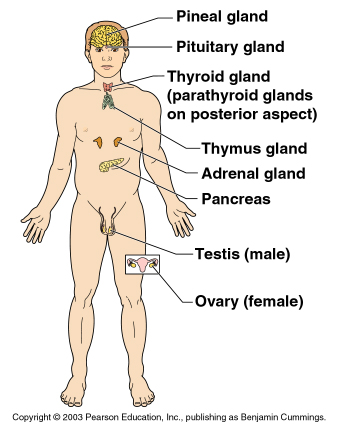 Pineal gland
Pituitary gland
Thyroid gland
(parathyroid glands
on posterior aspect)
Thymus gland
Adrenal gland
Pancreas
Testis (male)
Ovary (female)
Copyright © 2003 Pearson Education, Inc., publishing as Benjamin Cummings.